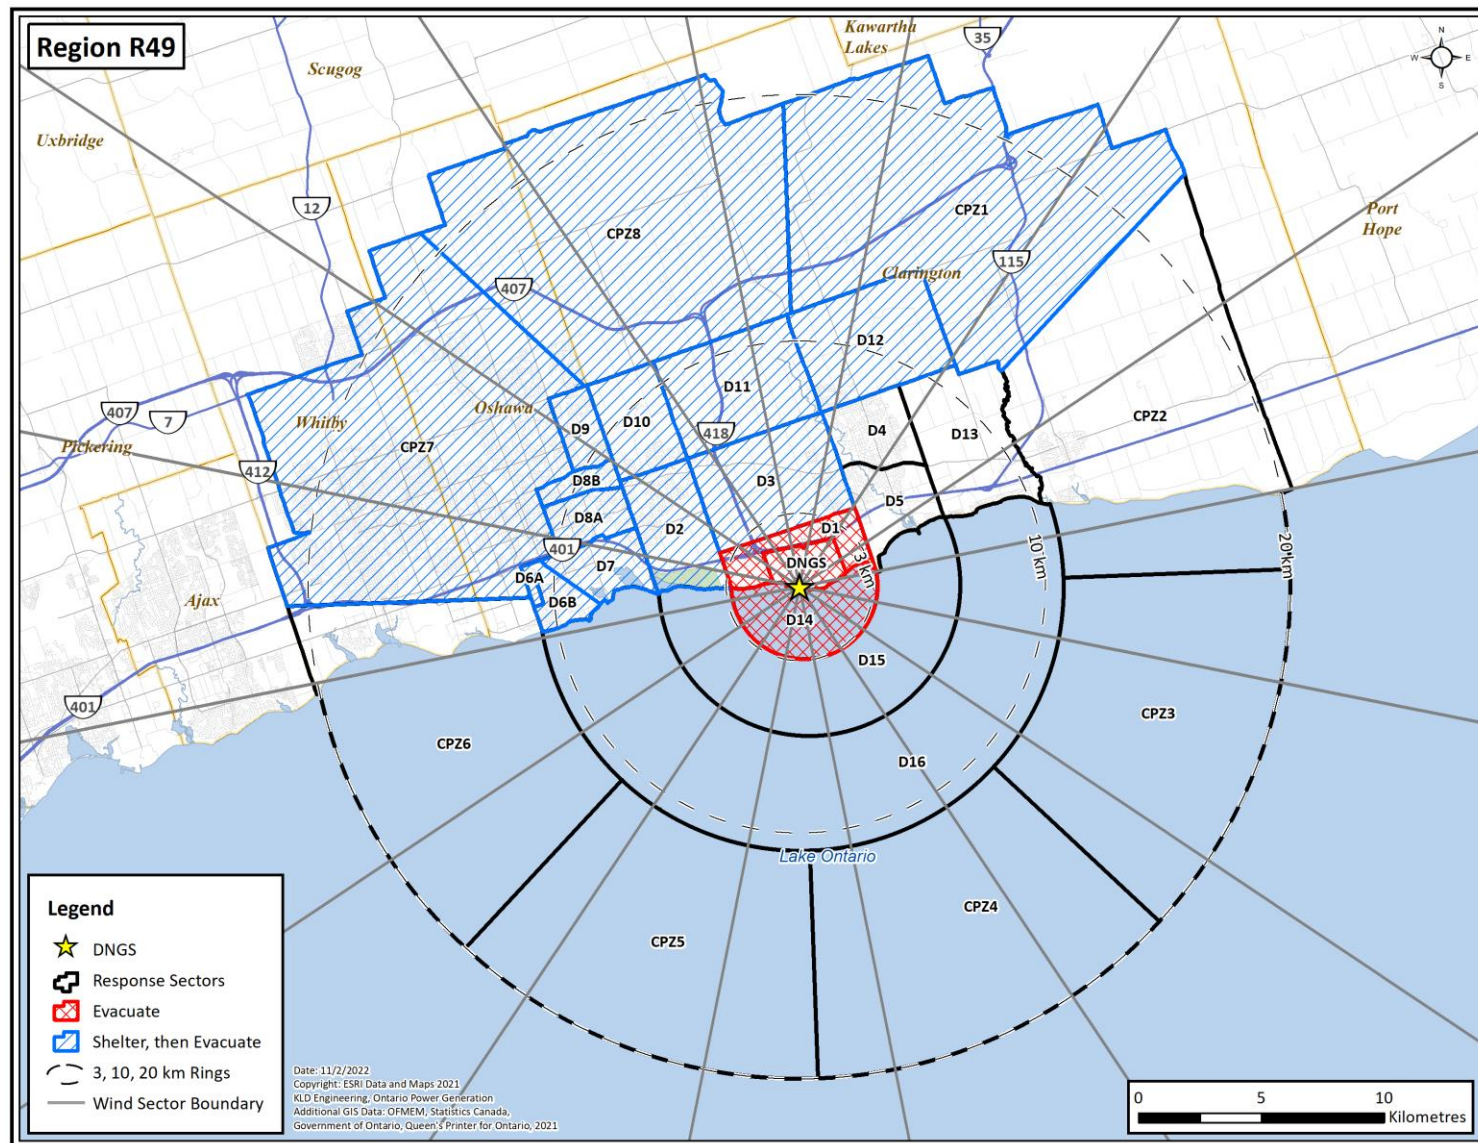 Region R49
Kawartha
Lakes
35
N
W
E
S
Scugog
Uxbridge
12
CPZ1
Port
Hope
CPZ8
115
Clarington
407
D12
D11
407
7
Oshawa
Whitby
Pickering
CPZ7
D9
D10
418
D4
D13
CPZ2
412
D8B
D3
D5
D8A
D2
D1
401
20 km
10 km
3 km
DNGS
D7
D6A
D6B
Ajax
D14
D15
401
CPZ6
CPZ3
D16
Lake Ontario
CPZ4
CPZ5
Legend
DNGS
Response Sectors
Evacuate
Shelter, then Evacuate
3, 10, 20 km Rings
Wind Sector Boundary
Date: 11/2/2022
Copyright: ESRI Data and Maps 2021
KLD Engineering, Ontario Power Generation
Additional GIS Data: OFMEM, Statistics Canada,
Government of Ontario, Queen's Printer for Ontario, 2021
0 5 10
Kilometres